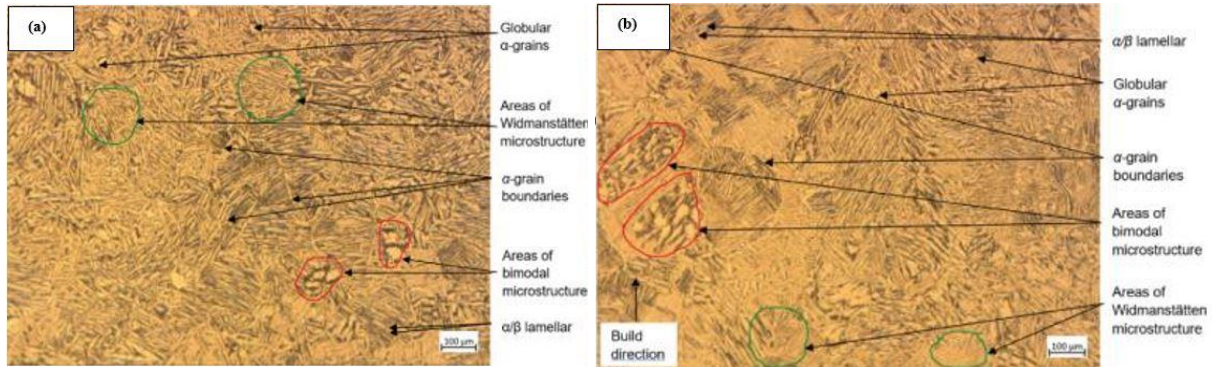 (a)
Globular
α-grains
Areas of
Widmanstätten
microstructure
α-grain
boundaries
Areas of
bimodal
microstructure
α/β lamellar
100 μm
(b)
α/β lamellar
Globular
α-grains
α-grain
boundaries
Areas of
bimodal
microstructure
Areas of
Widmanstätten
microstructure
Build
direction
100 μm